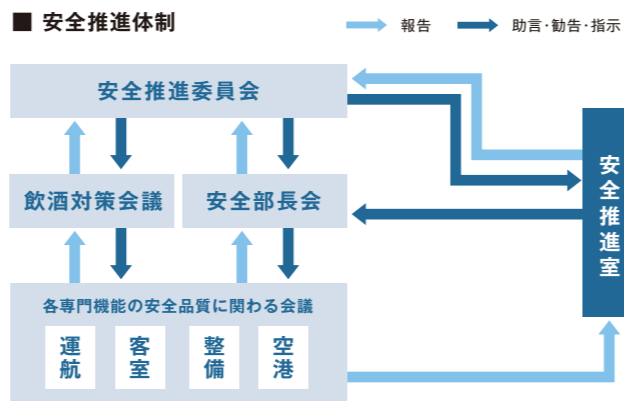 ■ 安全推進体制
報告
助言・勧告・指示
安全推進委員会
飲酒対策会議
安全部長会
安全推進室
各専門機能の安全品質に関わる会議
運航
客室
整備
空港